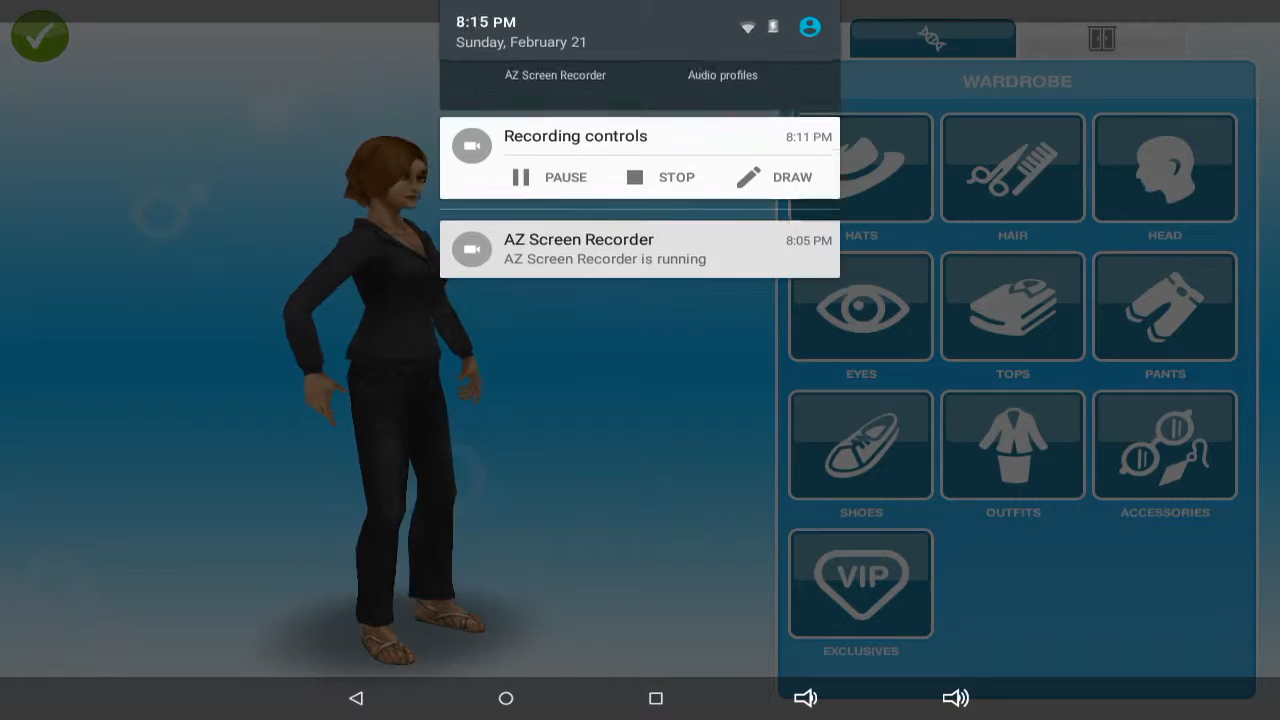 8:15 PM
Sunday, February 21
AZ Screen Recorder
Audio profiles
Recording controls
8:11 PM
PAUSE
STOP
DRAW
AZ Screen Recorder
8:05 PM
AZ Screen Recorder is running
WARDROBE
HATS
HAIR
HEAD
EYES
TOPS
PANTS
SHOES
OUTFITS
ACCESSORIES
VIP
EXCLUSIVES